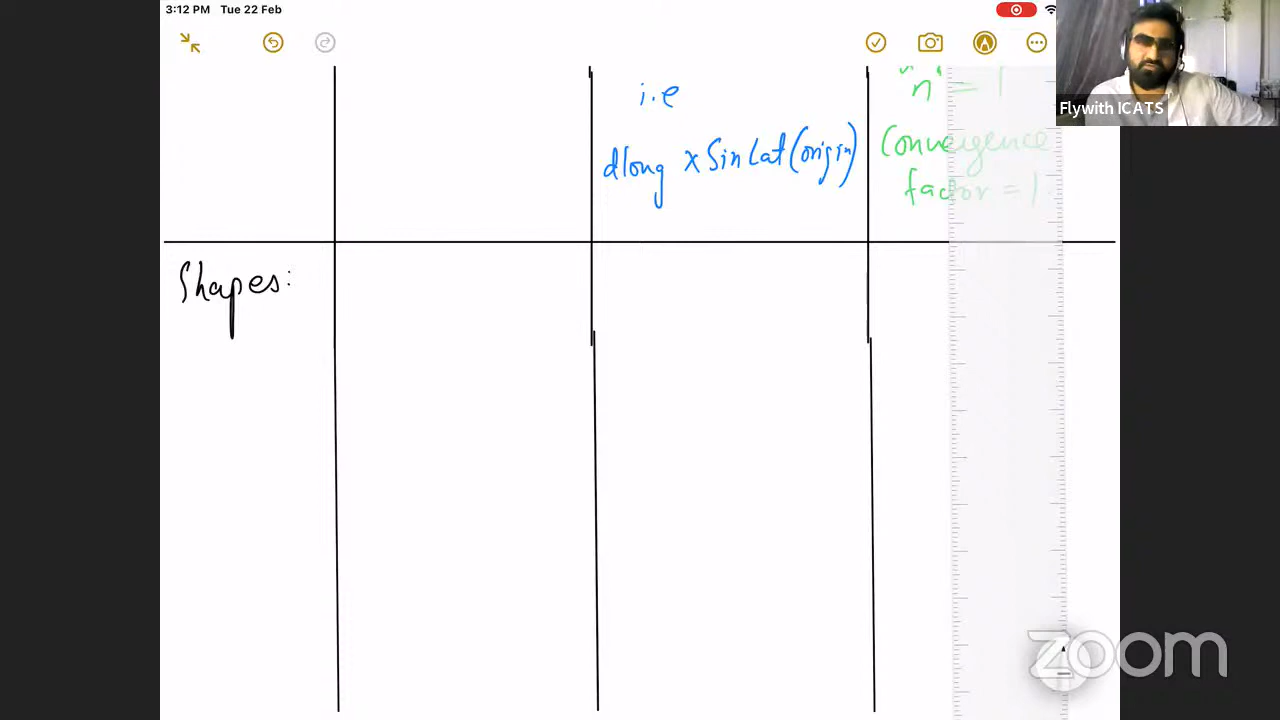 3:12 PM Tue 22 Feb
Flywith ICATS
i.e
dlong x Sin Lat (origin)
"n" = 1
Convergence
factor = 1
Shapes:
zoom